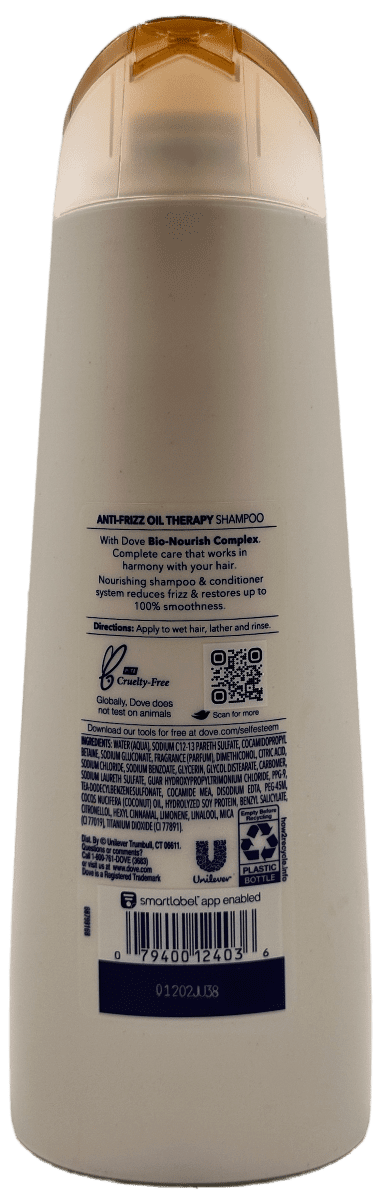 ANTI-FRIZZ OIL THERAPY SHAMPOO
With Dove Bio-Nourish Complex.
Complete care that works in
harmony with your hair.
Nourishing shampoo & conditioner
system reduces frizz & restores up to
100% smoothness.
Directions: Apply to wet hair, lather and rinse.
Cruelty-Free
Globally, Dove does
not test on animals
Scan for more
Download our tools for free at dove.com/selfesteem
INGREDIENTS: WATER (AQUA), SODIUM C12-13 PARETH SULFATE, COCAMIDOPROPYL
BETAINE, SODIUM GLUCONATE, FRAGRANCE (PARFUM), DIMETHICONOL, CITRIC ACID,
SODIUM CHLORIDE, SODIUM BENZOATE, GLYCERIN, GLYCOL DISTEARATE, CARBOMER,
SODIUM LAURETH SULFATE, GUAR HYDROXYPROPYLTRIMONIUM CHLORIDE, PPG-9,
TEA-DODECYLBENZENESULFONATE, COCAMIDE MEA, DISODIUM EDTA, PEG-45M,
COCOS NUCIFERA (COCONUT) OIL, HYDROLYZED SOY PROTEIN, BENZYL SALICYLATE,
CITRONELLOL, HEXYL CINNAMAL, LIMONENE, LINALOOL, MICA
(CI 77019), TITANIUM DIOXIDE (CI 77891).
Dist. By © Unilever Trumbull, CT 06611.
Questions or comments?
Call 1-800-761-DOVE (3683)
or visit us at www.dove.com
Dove is a Registered Trademark
Unilever
Empty Before
Recycling
PLASTIC
BOTTLE
how2recycle.info
smartlabel app enabled
0 79400 12403 6
01202JU38